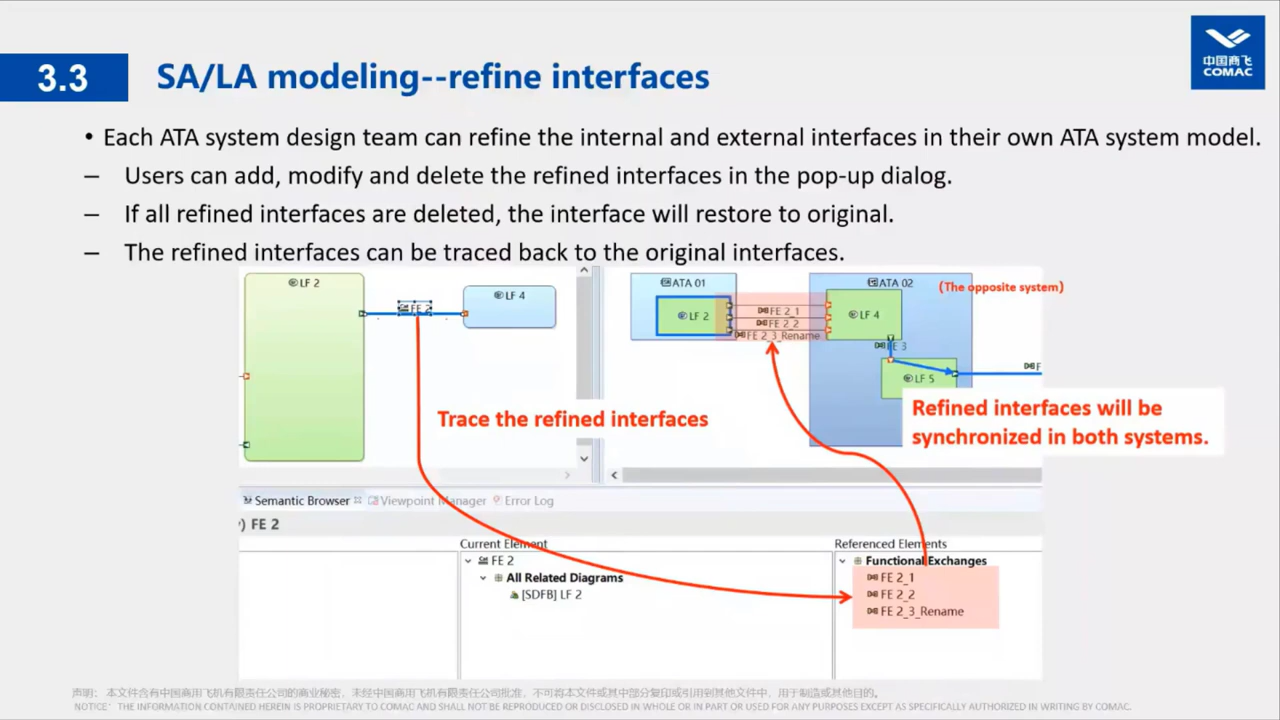 中国商飞
COMAC
3.3
SA/LA modeling--refine interfaces
• Each ATA system design team can refine the internal and external interfaces in their own ATA system model.
– Users can add, modify and delete the refined interfaces in the pop-up dialog.
– If all refined interfaces are deleted, the interface will restore to original.
– The refined interfaces can be traced back to the original interfaces.
LF 2
FE 2
LF 4
ATA 01
LF 2
FE 2_1
FE 2_2
FE 2_3_Rename
ATA 02
LF 4
FE 3
LF 5
F
(The opposite system)
Trace the refined interfaces
Refined interfaces will be
synchronized in both systems.
Semantic Browser Viewpoint Manager Error Log
) FE 2
Current Element
FE 2
All Related Diagrams
[SDFB] LF 2
Referenced Elements
Functional Exchanges
FE 2_1
FE 2_2
FE 2_3_Rename
声明: 本文件含有中国商用飞机有限责任公司的商业秘密，未经中国商用飞机有限责任公司批准，不可将本文件或其中部分复印或引用到其他文件中，用于制造或其他目的。
NOTICE: THE INFORMATION CONTAINED HEREIN IS PROPRIETARY TO COMAC AND SHALL NOT BE REPRODUCED OR DISCLOSED IN WHOLE OR IN PART OR USED FOR ANY PURPOSES EXCEPT AS SPECIFICALLY AUTHORIZED IN WRITING BY COMAC.